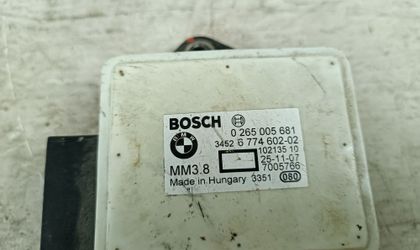 BOSCH 0 265 005 681
3452 6 774 602-02
102135 10
25-11-07
MM3.8 7005766
Made in Hungary 3351 080